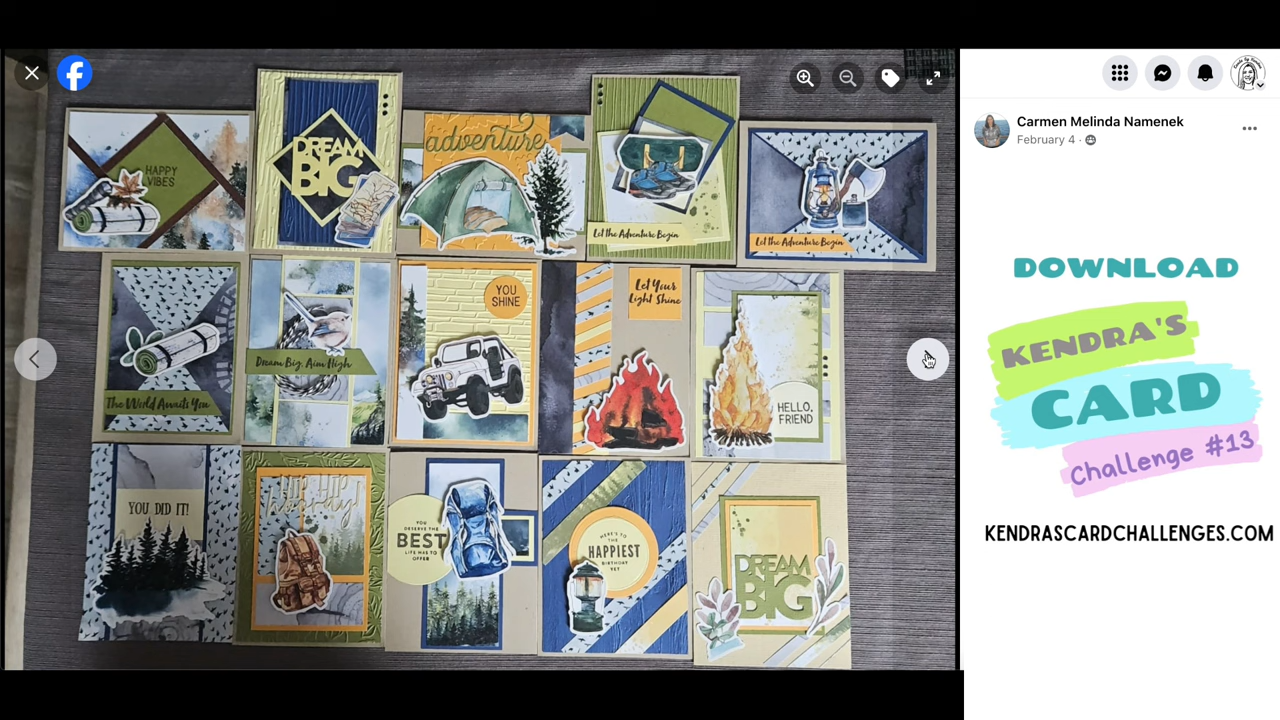 Carmen Melinda Namenek
February 4 ·
HAPPY
VIBES
DREAM
BIG
adventure
Let the Adventure Begin
Let the Adventure Begin
The World Awaits You
Dream Big, Aim High
YOU
SHINE
Let Your
Light Shine
HELLO,
FRIEND
YOU DID IT!
HIP HIP
hooray
YOU
DESERVE THE
BEST
LIFE HAS TO
OFFER
HERE'S TO
THE
HAPPIEST
BIRTHDAY
YET
DREAM
BIG
DOWNLOAD
KENDRA'S
CARD
Challenge #13
KENDRASCARDCHALLENGES.COM